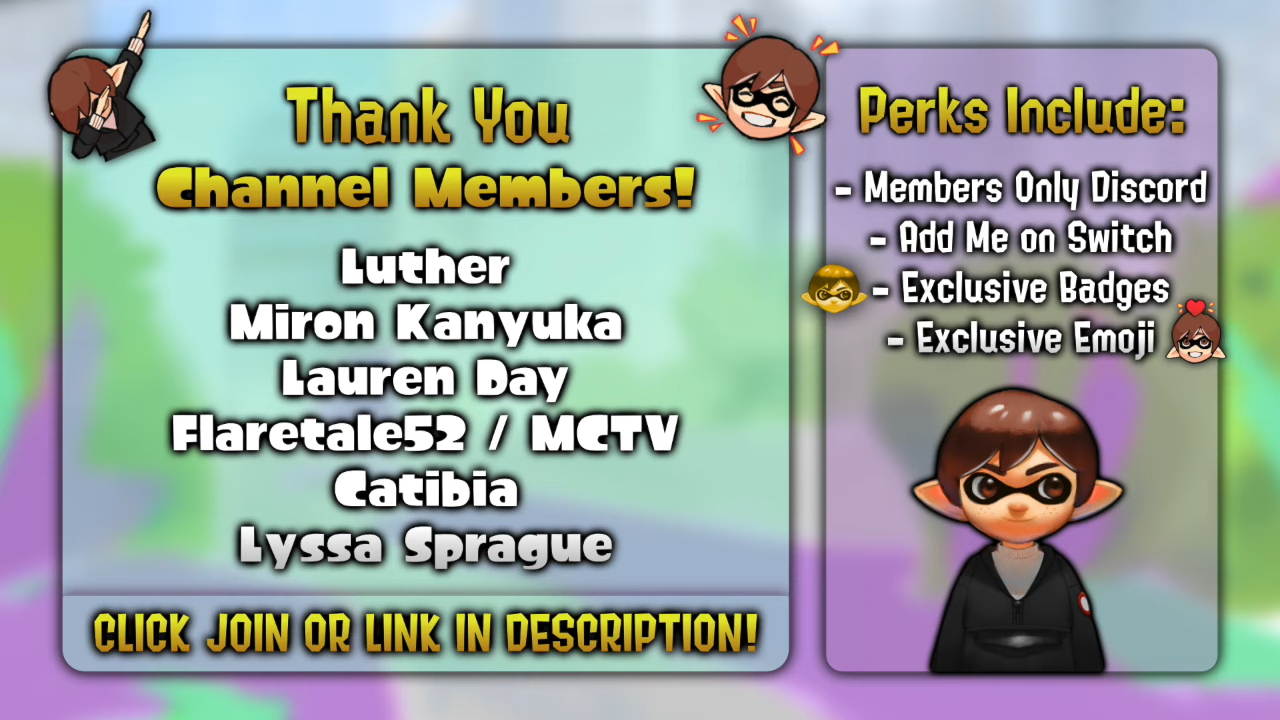 Thank You
Channel Members!
Luther
Miron Kanyuka
Lauren Day
Flaretale52 / MCTV
Catibia
Lyssa Sprague
CLICK JOIN OR LINK IN DESCRIPTION!
Perks Include:
- Members Only Discord
- Add Me on Switch
- Exclusive Badges
- Exclusive Emoji